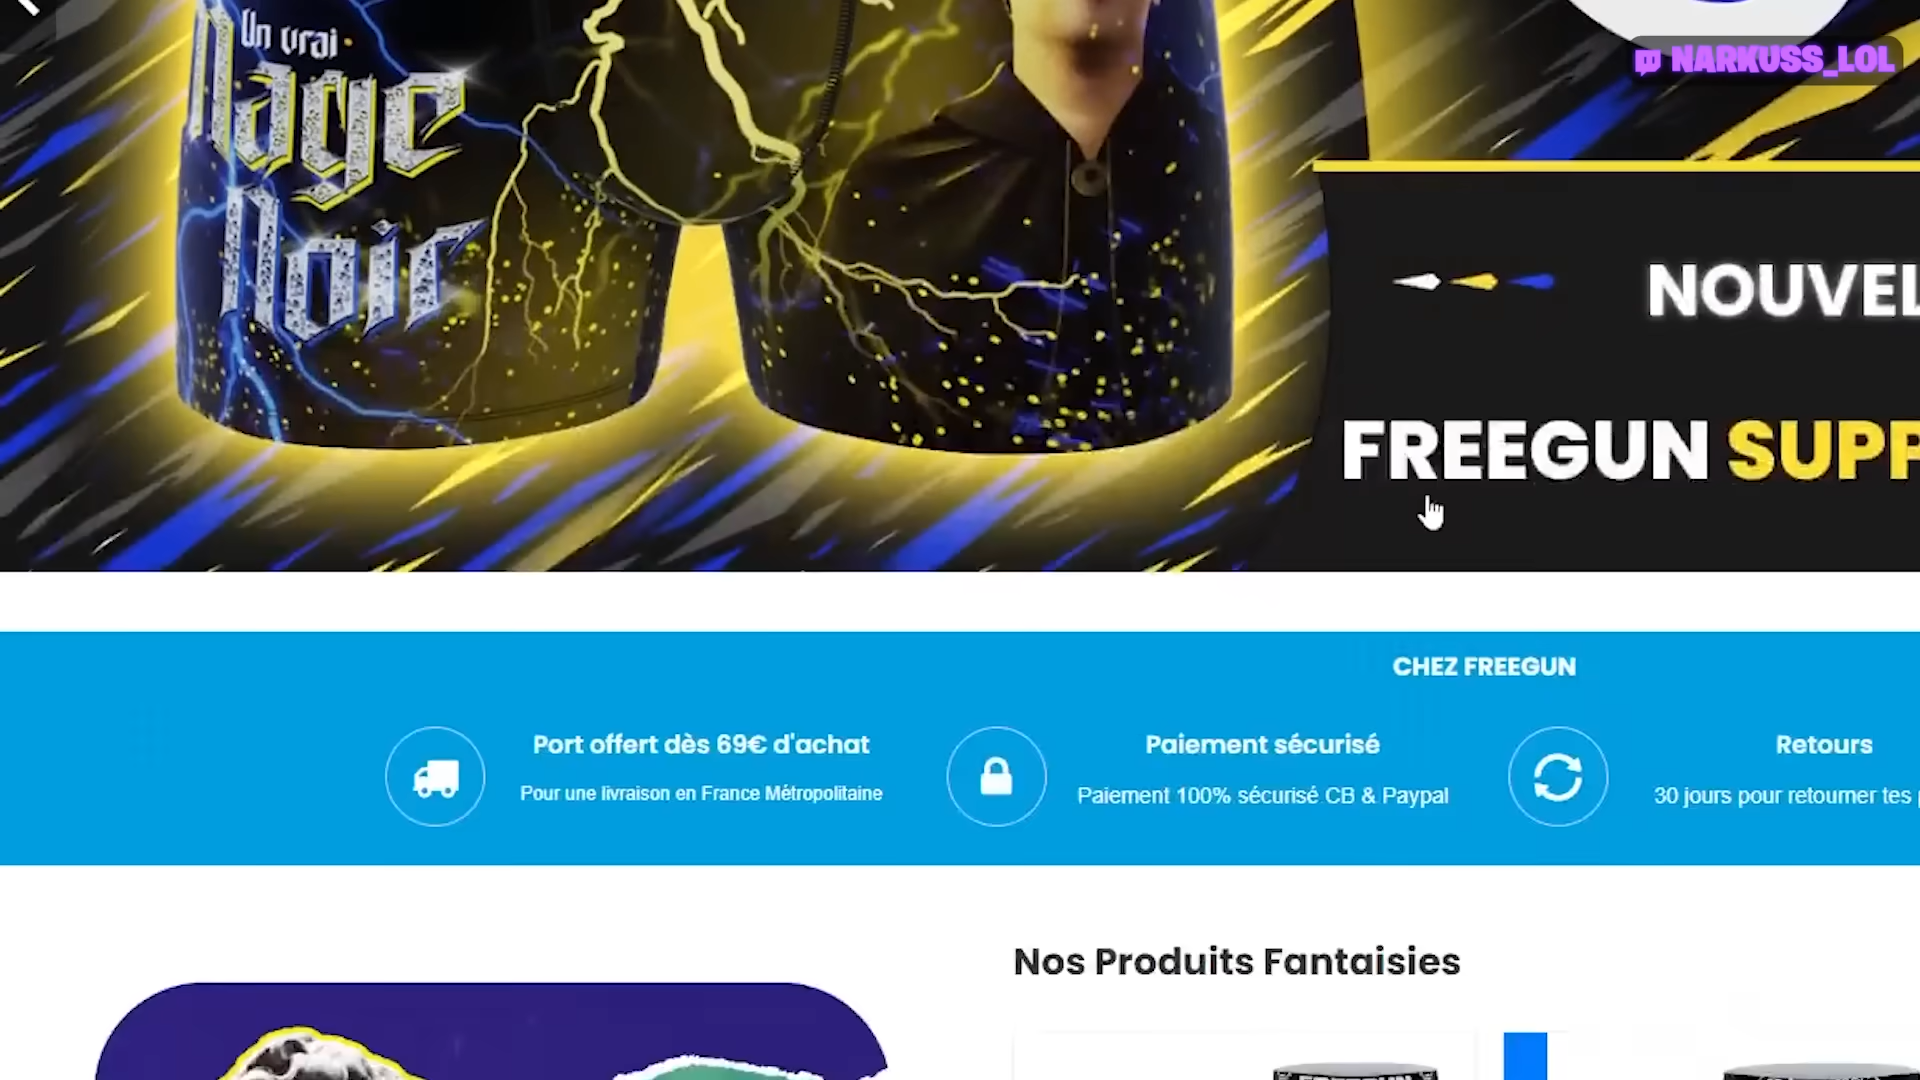 NARKUSS_LOL
Un vrai
Mage
Noir
NOUVEL
FREEGUN SUPP
CHEZ FREEGUN
Port offert dès 69€ d'achat
Pour une livraison en France Métropolitaine
Paiement sécurisé
Paiement 100% sécurisé CB & Paypal
Retours
30 jours pour retourner tes
Nos Produits Fantaisies
FREEGUN